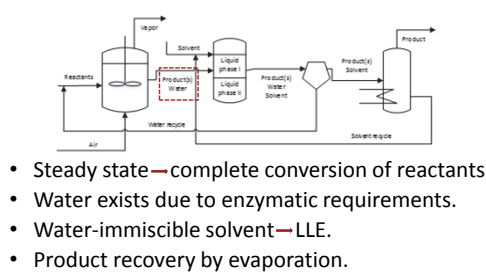 Vapor
Product
Solvent
Liquid
phase I
Liquid
phase II
Reactants
Product(s)
Water
Product(s)
Water
Solvent
Product(s)
Solvent
Water recycle
Solvent recycle
Air
• Steady state→complete conversion of reactants
• Water exists due to enzymatic requirements.
• Water-immiscible solvent→LLE.
• Product recovery by evaporation.